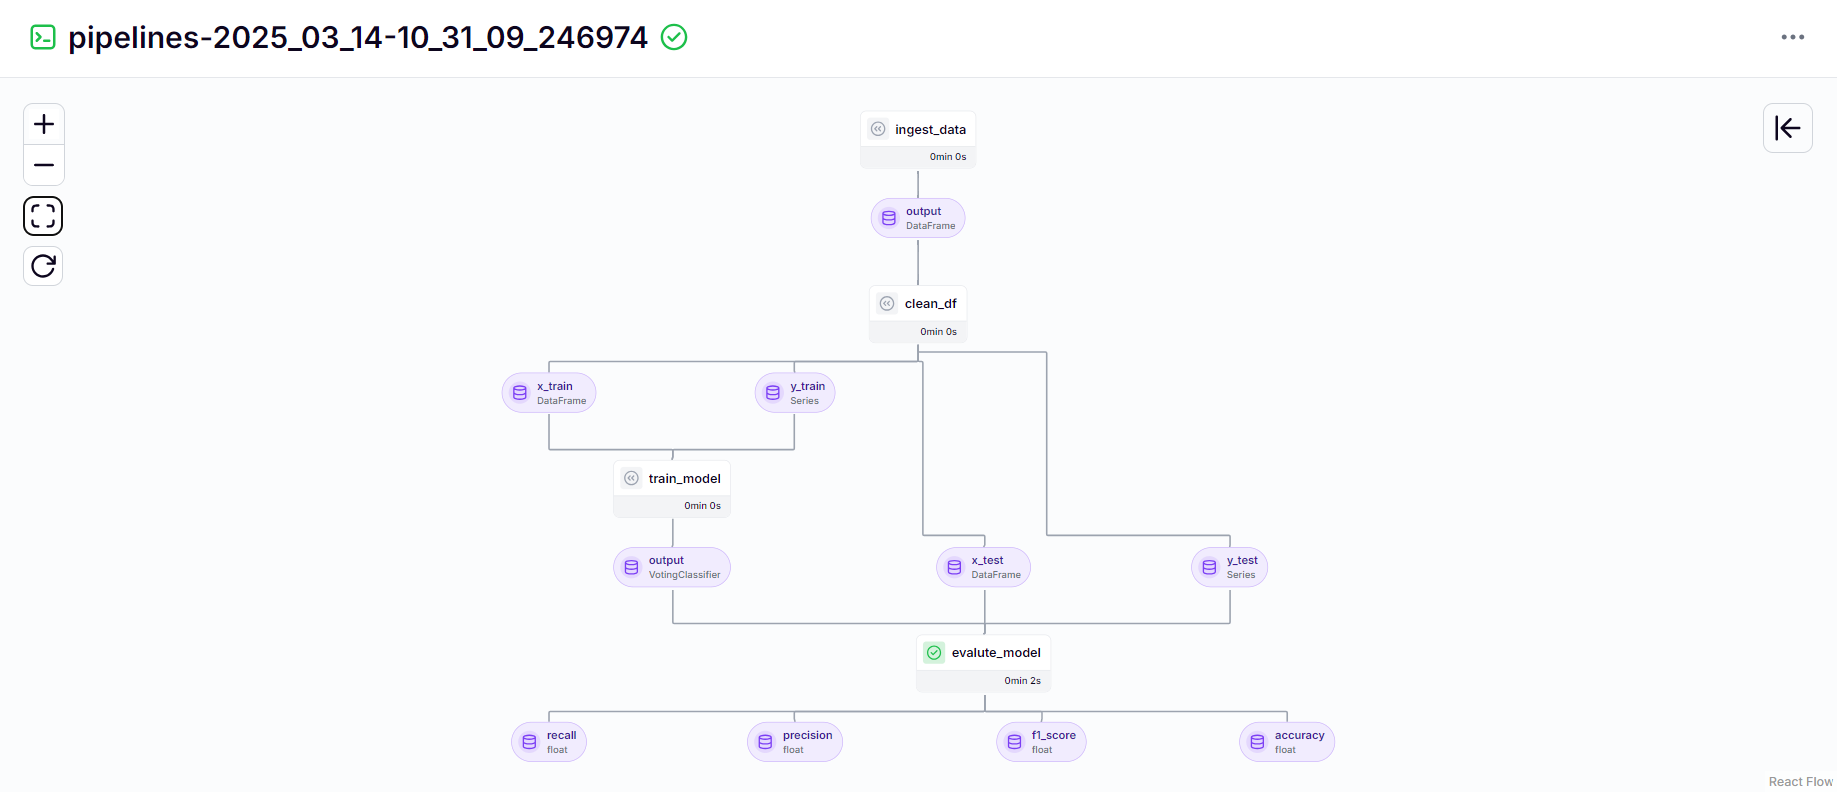 pipelines-2025_03_14-10_31_09_246974
ingest_data
0min 0s
output
DataFrame
clean_df
0min 0s
x_train
DataFrame
y_train
Series
train_model
0min 0s
output
VotingClassifier
x_test
DataFrame
y_test
Series
evalute_model
0min 2s
recall
float
precision
float
f1_score
float
accuracy
float
React Flow